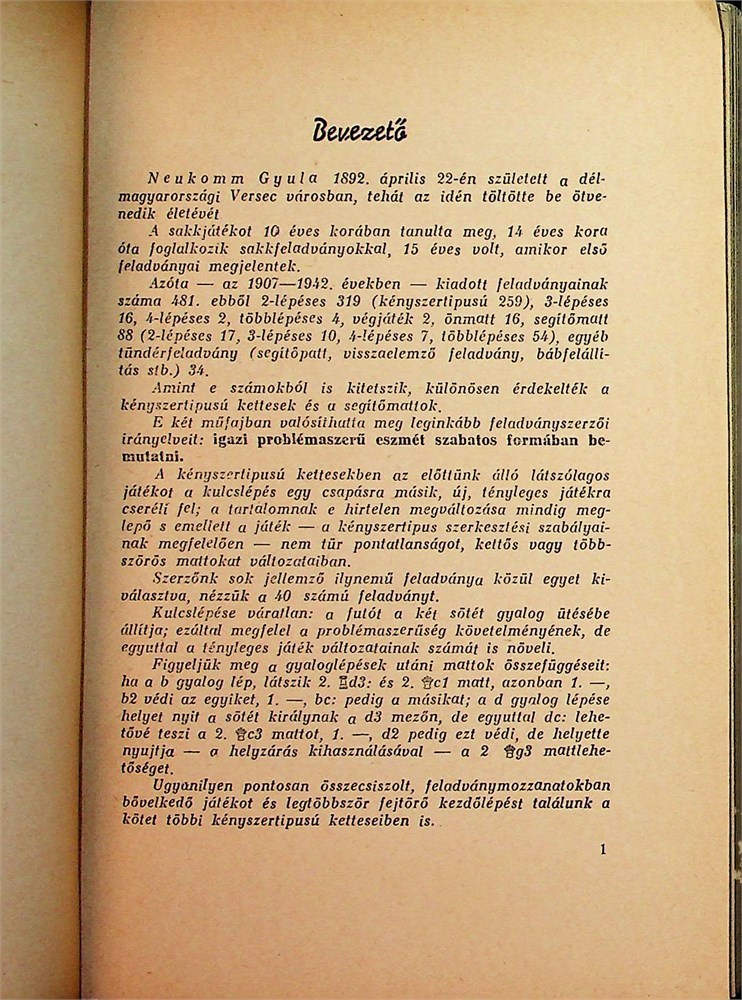 Bevezető
Neukomm Gyula 1892. április 22-én született a dél-
magyarországi Versec városban, tehát az idén töltötte be ötve-
nedik életévét
A sakkjátékot 10 éves korában tanulta meg, 14 éves kora
óta foglalkozik sakkfeladványokkal, 15 éves volt, amikor első
feladványai megjelentek.
Azóta — az 1907—1942. években — kiadott feladványainak
száma 481. ebből 2-lépéses 319 (kényszertipusú 259), 3-lépéses
16, 4-lépéses 2, többlépéses 4, végjáték 2, önmatt 16, segítőmatt
88 (2-lépéses 17, 3-lépéses 10, 4-lépéses 7, többlépéses 54), egyéb
tündérfeladvány (segítőpatt, visszaelemző feladvány, bábfelállí-
tás stb.) 34.
Amint e számokból is kitetszik, különösen érdekelték a
kényszertipusú kettesek és a segítőmattok.
E két műfajban valósíthatta meg leginkább feladványszerzői
irányelveit: igazi problémaszerű eszmét szabatos formában be-
mutatni.
A kényszertipusú kettesekben az előttünk álló látszólagos
játékot a kulcslépés egy csapásra másik, új, tényleges játékra
cseréli fel; a tartalomnak e hirtelen megváltozása mindig meg-
lepő s emellett a játék — a kényszertipus szerkesztési szabályai-
nak megfelelően — nem tűr pontatlanságot, kettős vagy több-
szörös mattokat változataiban.
Szerzőnk sok jellemző ilynemű feladványa közül egyet ki-
választva, nézzük a 40 számú feladványt.
Kulcslépése váratlan: a futót a két sötét gyalog ütésébe
állítja; ezáltal megfelel a problémaszerűség követelményének, de
egyuttal a tényleges játék változatainak számát is növeli.
Figyeljük meg a gyaloglépések utáni mattok összefüggéseit:
ha a b gyalog lép, látszik 2. ♖d3: és 2. ♕c1 matt, azonban 1. —,
b2 védi az egyiket, 1. —, bc: pedig a másikat; a d gyalog lépése
helyet nyit a sötét királynak a d3 mezőn, de egyuttal dc: lehe-
tővé teszi a 2. ♕c3 mattot, 1. —, d2 pedig ezt védi, de helyette
nyujtja — a helyzárás kihasználásával — a 2 ♕g3 mattlehe-
tőséget.
Ugyanilyen pontosan összecsiszolt, feladványmozzanatokban
bővelkedő játékot és legtöbbször fejtörő kezdőlépést találunk a
kötet többi kényszertipusú ketteseiben is.
1